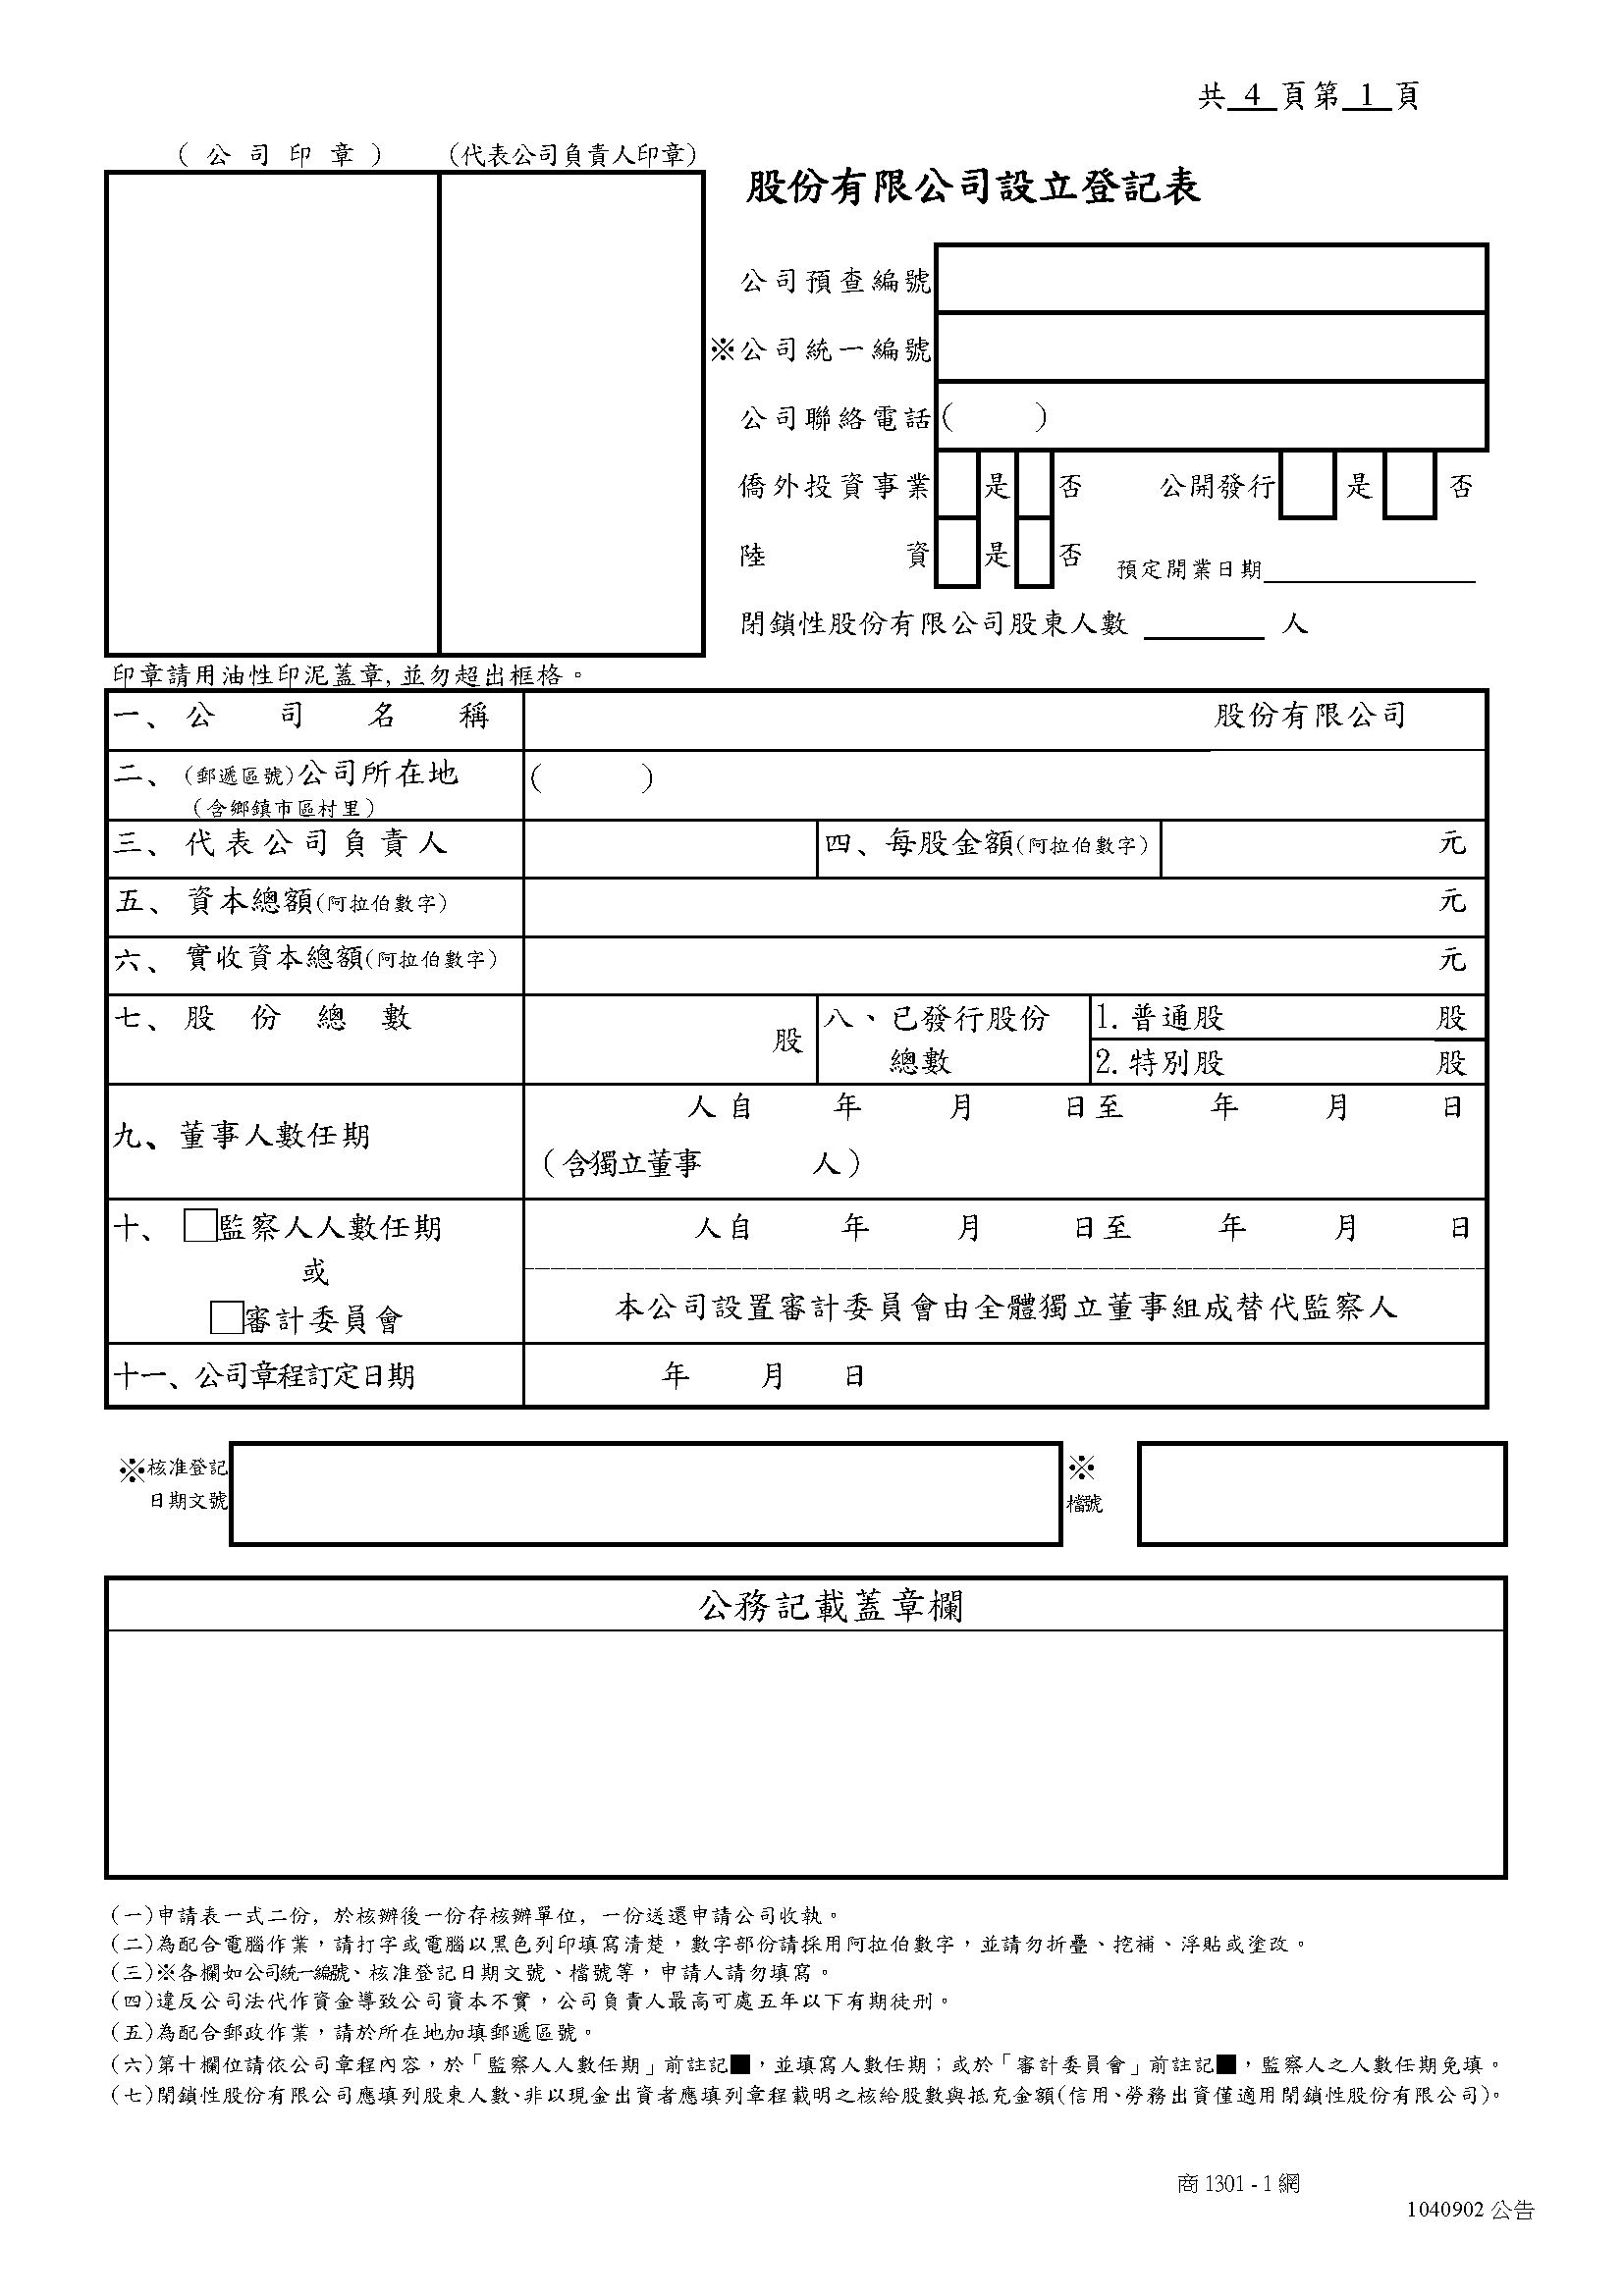 共 4 頁第 1 頁
(公司印章) (代表公司負責人印章)
股份有限公司設立登記表
公司預查編號
※公司統一編號
公司聯絡電話 ( )
僑外投資事業 是 否 公開發行 是 否
陸資 是 否 預定開業日期
閉鎖性股份有限公司股東人數 人
印章請用油性印泥蓋章,並勿超出框格。
一、公司名稱 股份有限公司
二、(郵遞區號)公司所在地 ( )
(含鄉鎮市區村里)
三、代表公司負責人 四、每股金額(阿拉伯數字) 元
五、資本總額(阿拉伯數字) 元
六、實收資本總額(阿拉伯數字) 元
七、股份總數 股 八、已發行股份總數 1.普通股 股
2.特別股 股
九、董事人數任期 人自 年 月 日至 年 月 日
(含獨立董事 人)
十、□監察人人數任期 人自 年 月 日至 年 月 日
或
□審計委員會 本公司設置審計委員會由全體獨立董事組成替代監察人
十一、公司章程訂定日期 年 月 日
※核准登記日期文號 ※檔號
公務記載蓋章欄
(一)申請表一式二份,於核辦後一份存核辦單位,一份送還申請公司收執。
(二)為配合電腦作業,請打字或電腦以黑色列印填寫清楚,數字部份請採用阿拉伯數字,並請勿折疊、挖補、浮貼或塗改。
(三)※各欄如公司統一編號、核准登記日期文號、檔號等,申請人請勿填寫。
(四)違反公司法代作資金導致公司資本不實,公司負責人最高可處五年以下有期徒刑。
(五)為配合郵政作業,請於所在地加填郵遞區號。
(六)第十欄位請依公司章程內容,於「監察人人數任期」前註記■,並填寫人數任期;或於「審計委員會」前註記■,監察人之人數任期免填。
(七)閉鎖性股份有限公司應填列股東人數、非以現金出資者應填列章程載明之核給股數與抵充金額(信用、勞務出資僅適用閉鎖性股份有限公司)。
商 1301 - 1 網
1040902 公告